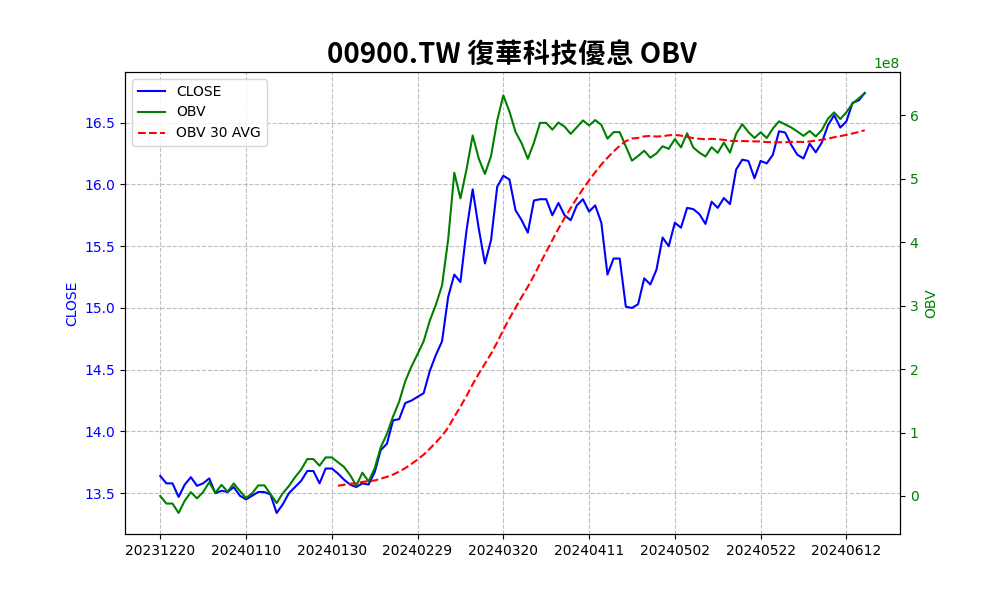 00900.TW 復華科技優息 OBV
1e8
CLOSE
OBV
OBV 30 AVG
16.5
16.0
15.5
15.0
14.5
14.0
13.5
CLOSE
6
5
4
3
2
1
0
OBV
20231220 20240110 20240130 20240229 20240320 20240411 20240502 20240522 20240612